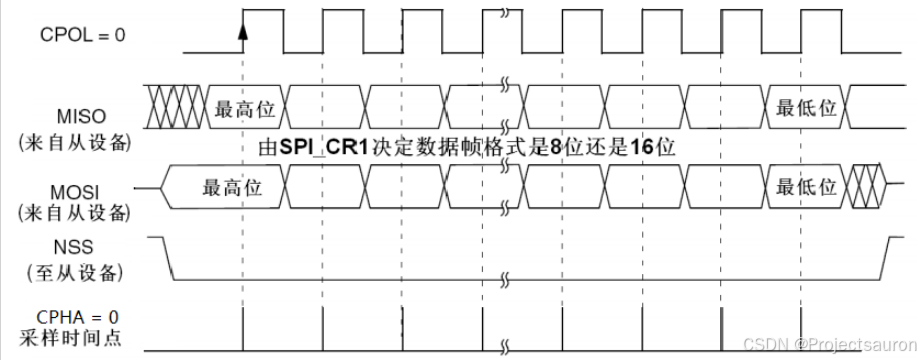 CPOL = 0
MISO
(来自从设备)
最高位
最低位
由SPI_CR1决定数据帧格式是8位还是16位
MOSI
(来自从设备)
最高位
最低位
NSS
(至从设备)
CPHA = 0
采样时间点
CSDN @Projectsauron